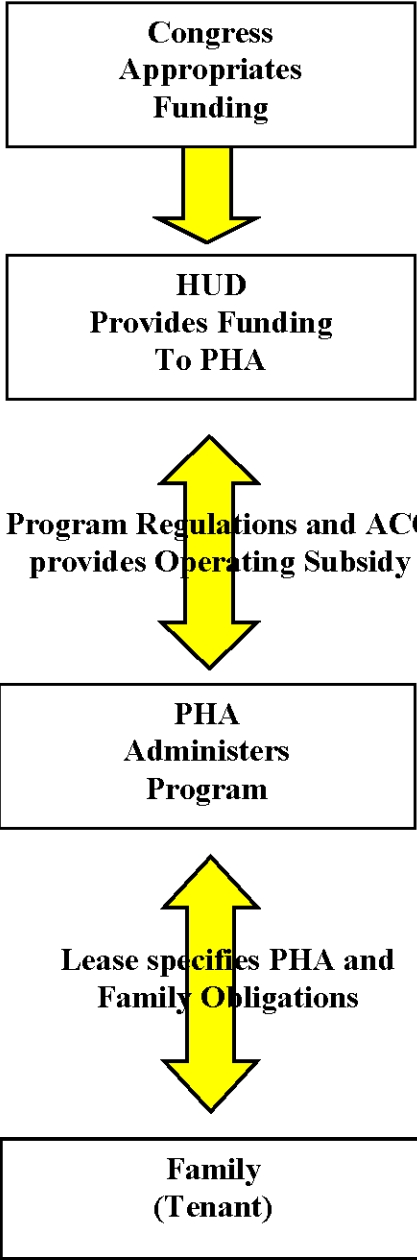 Congress
Appropriates
Funding
HUD
Provides Funding
To PHA
Program Regulations and ACC
provides Operating Subsidy
PHA
Administers
Program
Lease specifies PHA and
Family Obligations
Family
(Tenant)